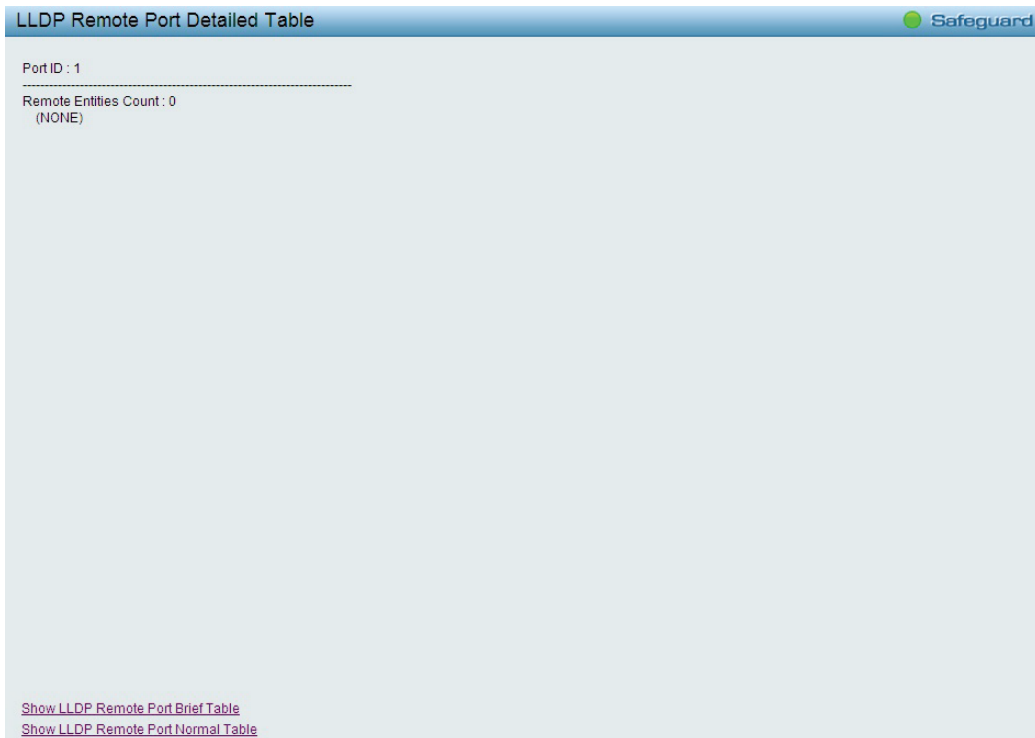 LLDP Remote Port Detailed Table
Safeguard
Port ID : 1
--------------------------------------------------------------------------
Remote Entities Count : 0
(NONE)
Show LLDP Remote Port Brief Table
Show LLDP Remote Port Normal Table